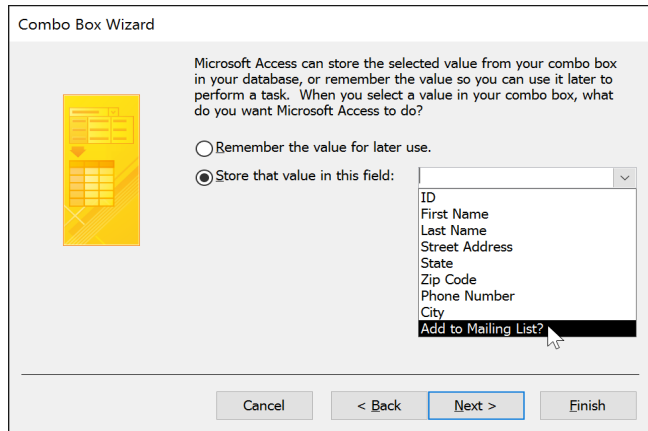 Combo Box Wizard
Microsoft Access can store the selected value from your combo box
in your database, or remember the value so you can use it later to
perform a task. When you select a value in your combo box, what
do you want Microsoft Access to do?
Remember the value for later use.
Store that value in this field:
ID
First Name
Last Name
Street Address
State
Zip Code
Phone Number
City
Add to Mailing List?
Cancel
< Back
Next >
Finish